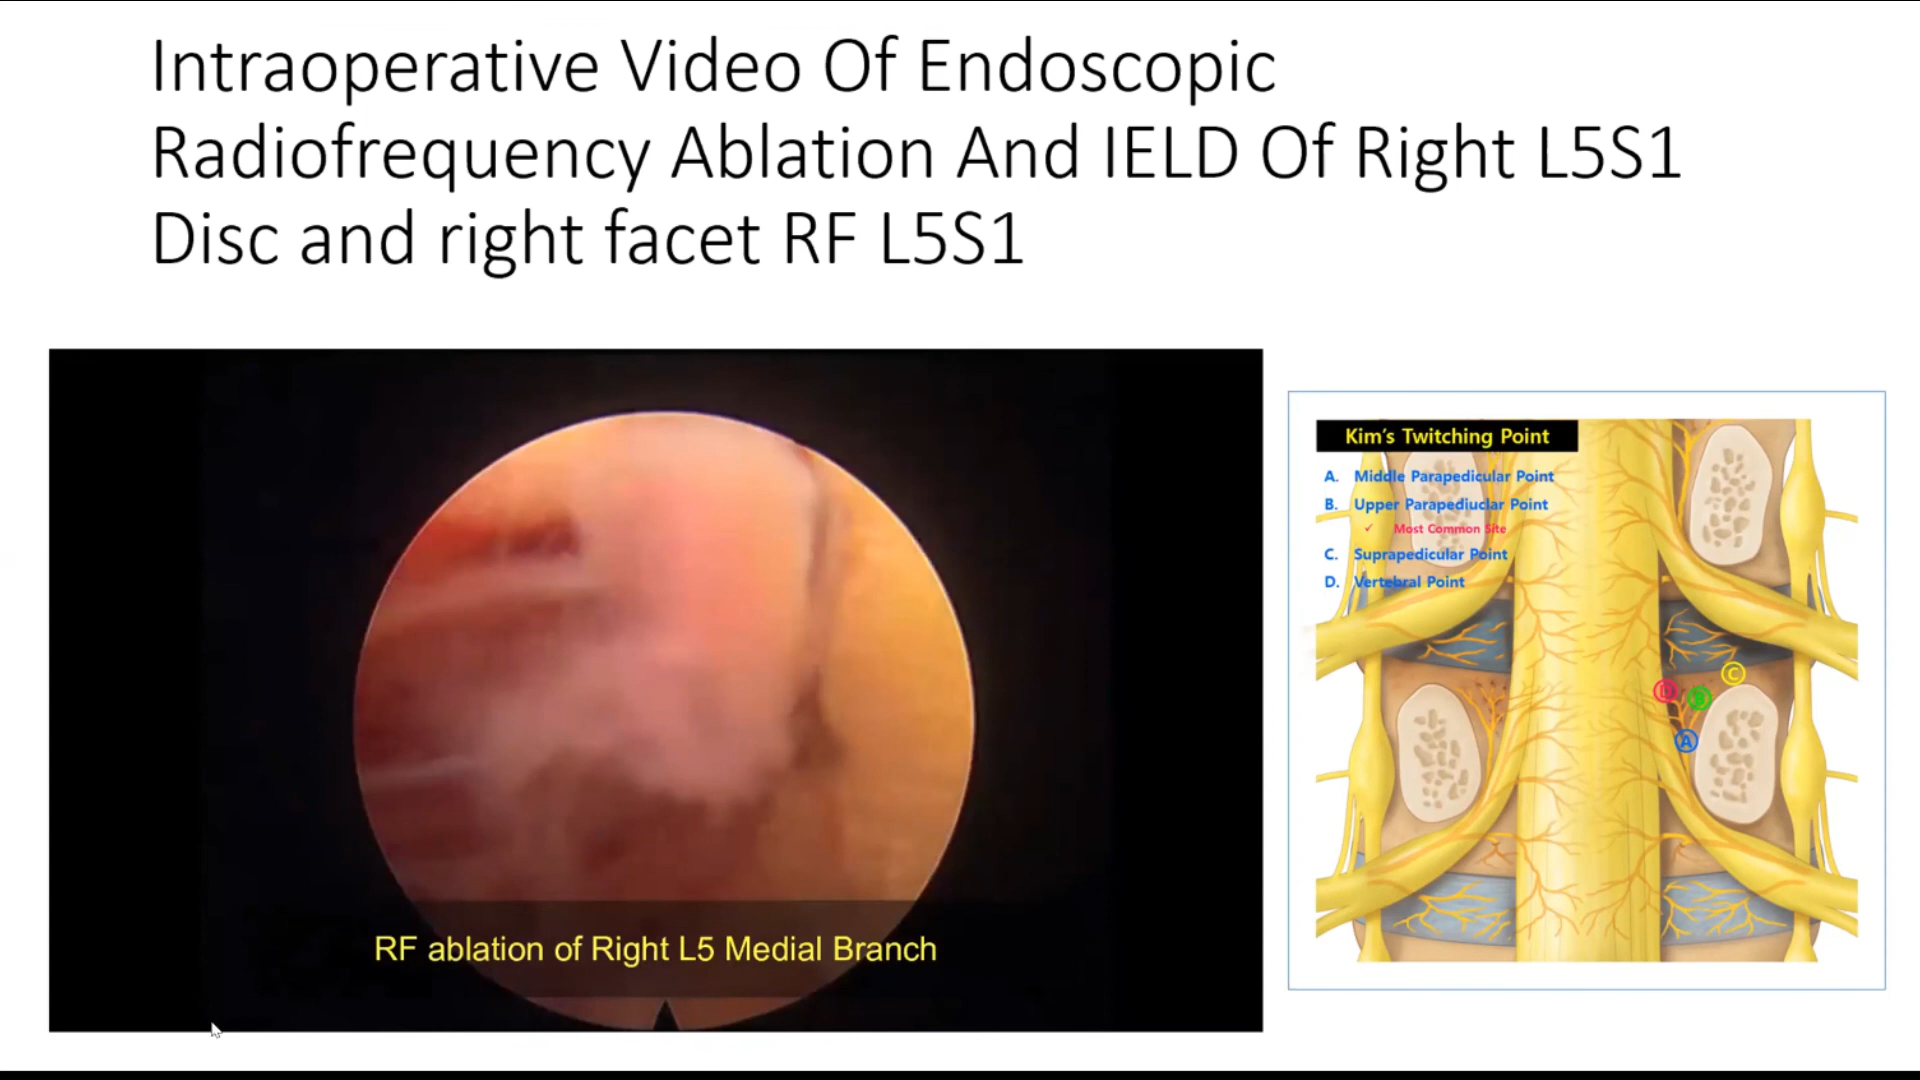 Intraoperative Video Of Endoscopic
Radiofrequency Ablation And IELD Of Right L5S1
Disc and right facet RF L5S1
RF ablation of Right L5 Medial Branch
Kim's Twitching Point
A. Middle Parapedicular Point
B. Upper Parapediuclar Point
✓ Most Common Site
C. Suprapedicular Point
D. Vertebral Point
C
D B
A